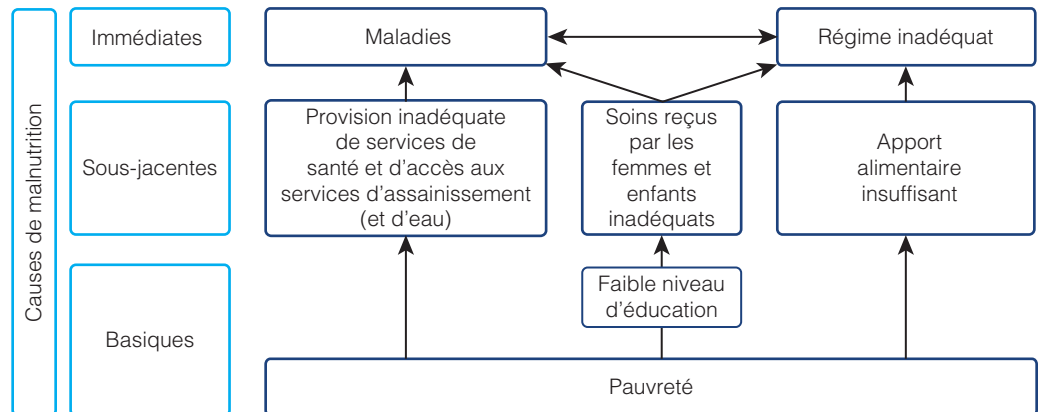 Causes de malnutrition
Immédiates
Maladies
Régime inadéquat
Sous-jacentes
Provision inadéquate
de services de
santé et d'accès aux
services d'assainissement
(et d'eau)
Soins reçus
par les
femmes et
enfants
inadéquats
Apport
alimentaire
insuffisant
Basiques
Faible niveau
d'éducation
Pauvreté